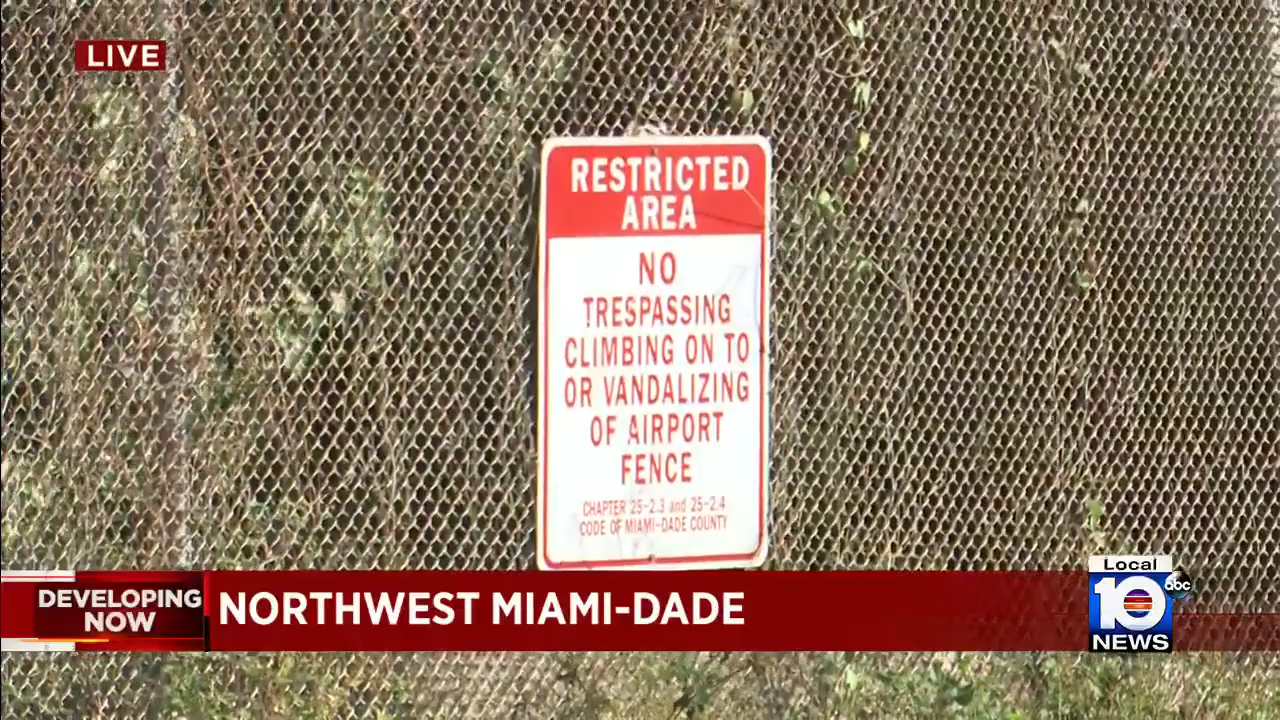 LIVE
RESTRICTED
AREA
NO
TRESPASSING
CLIMBING ON TO
OR VANDALIZING
OF AIRPORT
FENCE
CHAPTER 25-2.3 and 25-2.4
CODE OF MIAMI-DADE COUNTY
DEVELOPING
NOW
NORTHWEST MIAMI-DADE
Local
10
abc
NEWS